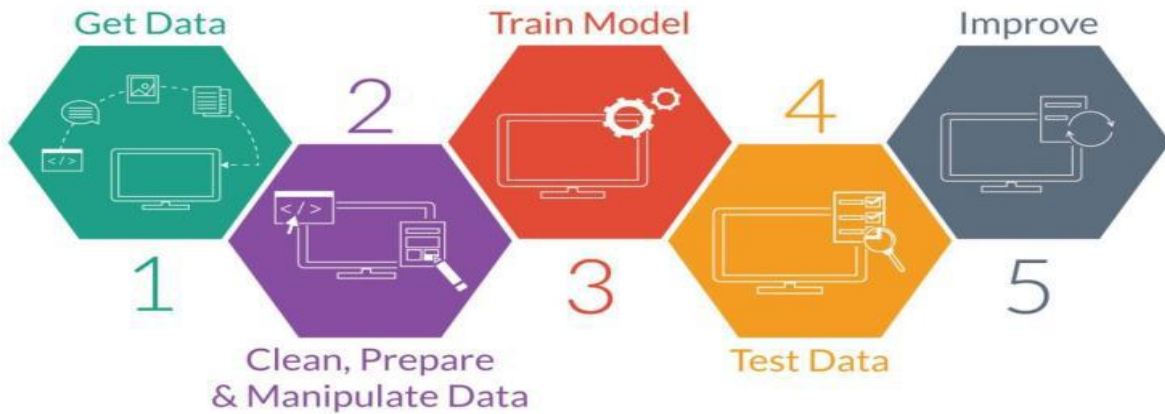 Get Data
1
2
Clean, Prepare
& Manipulate Data
</>
</>
Train Model
3
4
Test Data
Improve
5